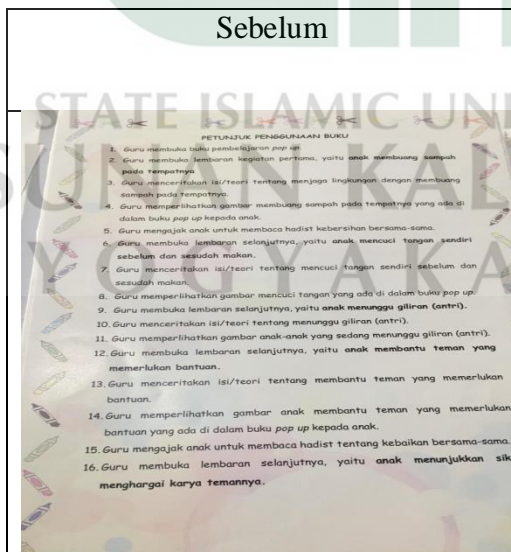 Sebelum
STATE ISLAMIC UNI
SUNAN KALI
YOGYAKA
PETUNJUK PENGGUNAAN BUKU
1. Guru membuka buku pembelajaran pop up
2. Guru membuka lembaran kegiatan pertama, yaitu anak membuang sampah
pada tempatnya
3. Guru menceritakan isi/teori tentang menjaga lingkungan dengan membuang
sampah pada tempatnya.
4. Guru memperlihatkan gambar membuang sampah pada tempatnya yang ada di
dalam buku pop up kepada anak.
5. Guru mengajak anak untuk membaca hadist kebersihan bersama-sama.
6. Guru membuka lembaran selanjutnya, yaitu anak mencuci tangan sendiri
sebelum dan sesudah makan.
7. Guru menceritakan isi/teori tentang mencuci tangan sendiri sebelum dan
sesudah makan.
8. Guru memperlihatkan gambar mencuci tangan yang ada di dalam buku pop up.
9. Guru membuka lembaran selanjutnya, yaitu anak menunggu giliran (antri).
10. Guru menceritakan isi/teori tentang menunggu giliran (antri).
11. Guru memperlihatkan gambar anak-anak yang sedang menunggu giliran (antri).
12. Guru membuka lembaran selanjutnya, yaitu anak membantu teman yang
memerlukan bantuan.
13. Guru menceritakan isi/teori tentang membantu teman yang memerlukan
bantuan.
14. Guru memperlihatkan gambar anak membantu teman yang memerlukan
bantuan yang ada di dalam buku pop up kepada anak.
15. Guru mengajak anak untuk membaca hadist tentang kebaikan bersama-sama.
16. Guru membuka lembaran selanjutnya, yaitu anak menunjukkan sik
menghargai karya temannya.